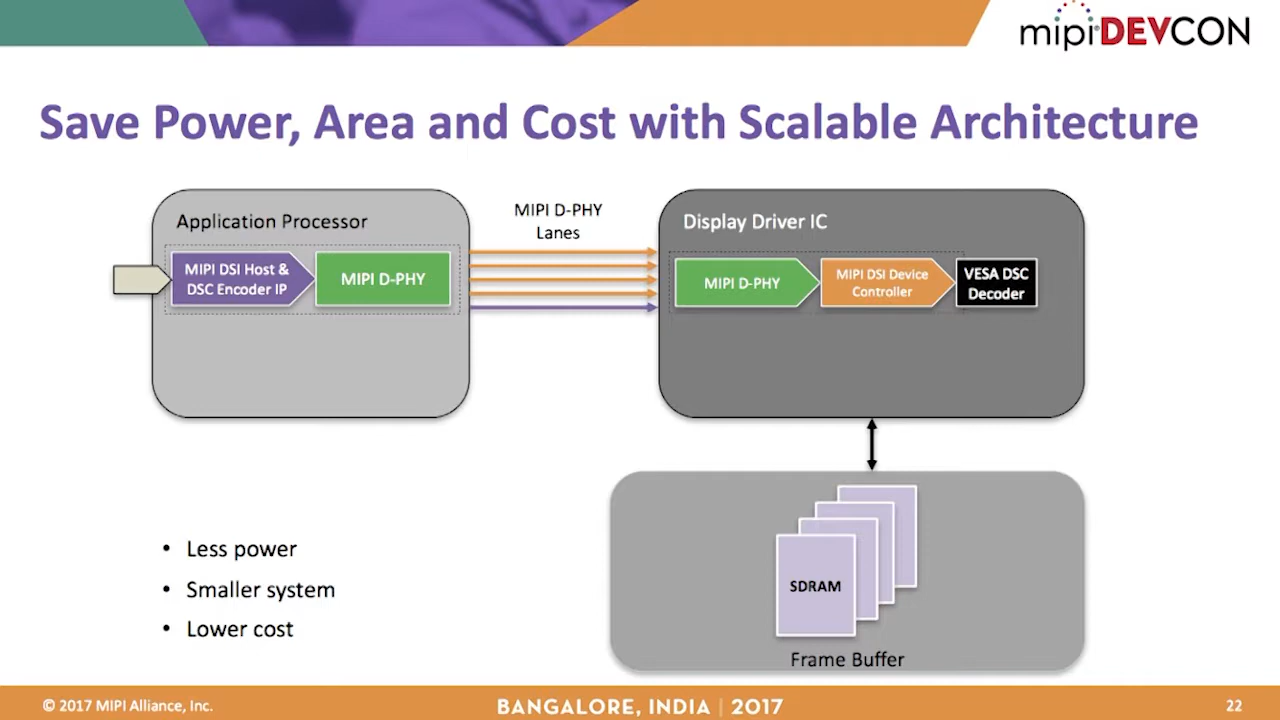 mipi DEVCON
Save Power, Area and Cost with Scalable Architecture
Application Processor
MIPI DSI Host &
DSC Encoder IP
MIPI D-PHY
MIPI D-PHY
Lanes
Display Driver IC
MIPI D-PHY
MIPI DSI Device
Controller
VESA DSC
Decoder
• Less power
• Smaller system
• Lower cost
SDRAM
Frame Buffer
© 2017 MIPI Alliance, Inc.
BANGALORE, INDIA | 2017
22